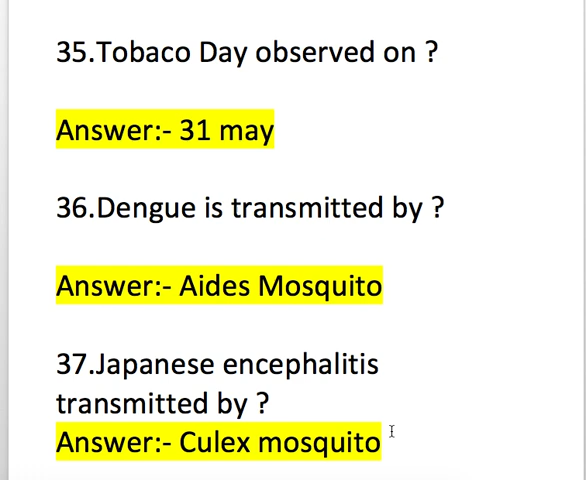 35.Tobaco Day observed on ?
Answer:- 31 may
36.Dengue is transmitted by ?
Answer:- Aides Mosquito
37.Japanese encephalitis
transmitted by ?
Answer:- Culex mosquito